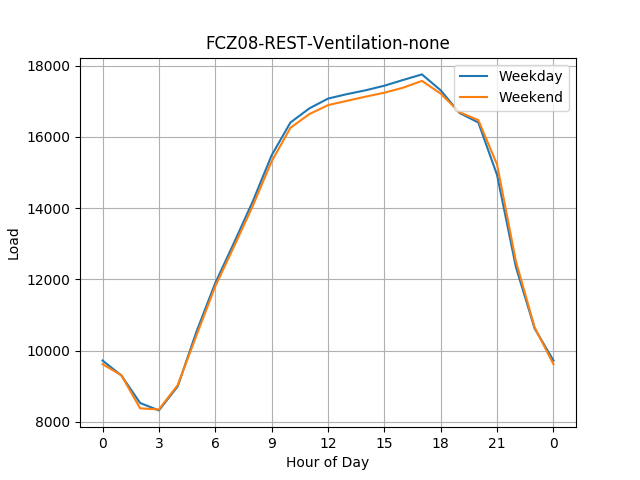 FCZ08-REST-Ventilation-none
Weekday
Weekend
Load
18000
16000
14000
12000
10000
8000
0 3 6 9 12 15 18 21 0
Hour of Day